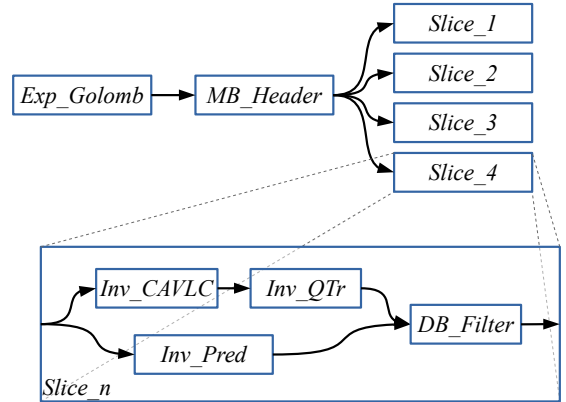 Slice_1
Slice_2
Exp_Golomb
MB_Header
Slice_3
Slice_4
Inv_CAVLC
Inv_QTr
DB_Filter
Inv_Pred
Slice_n